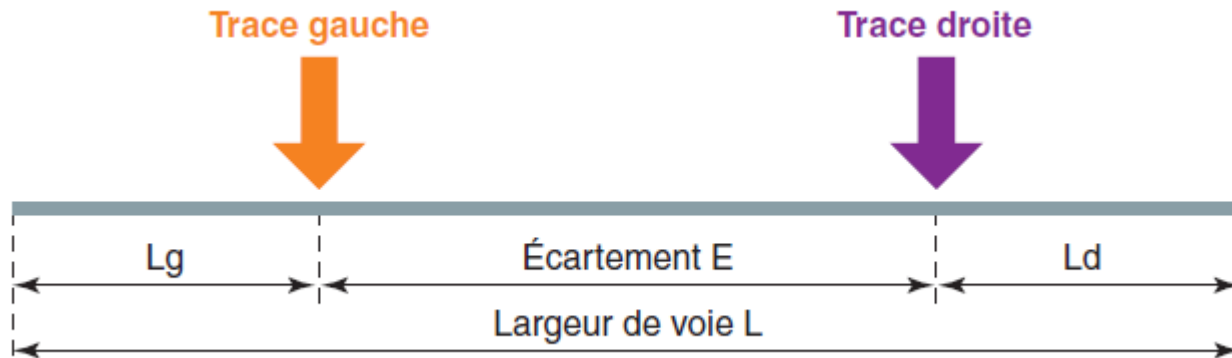 Trace gauche
Trace droite
Lg
Écartement E
Ld
Largeur de voie L